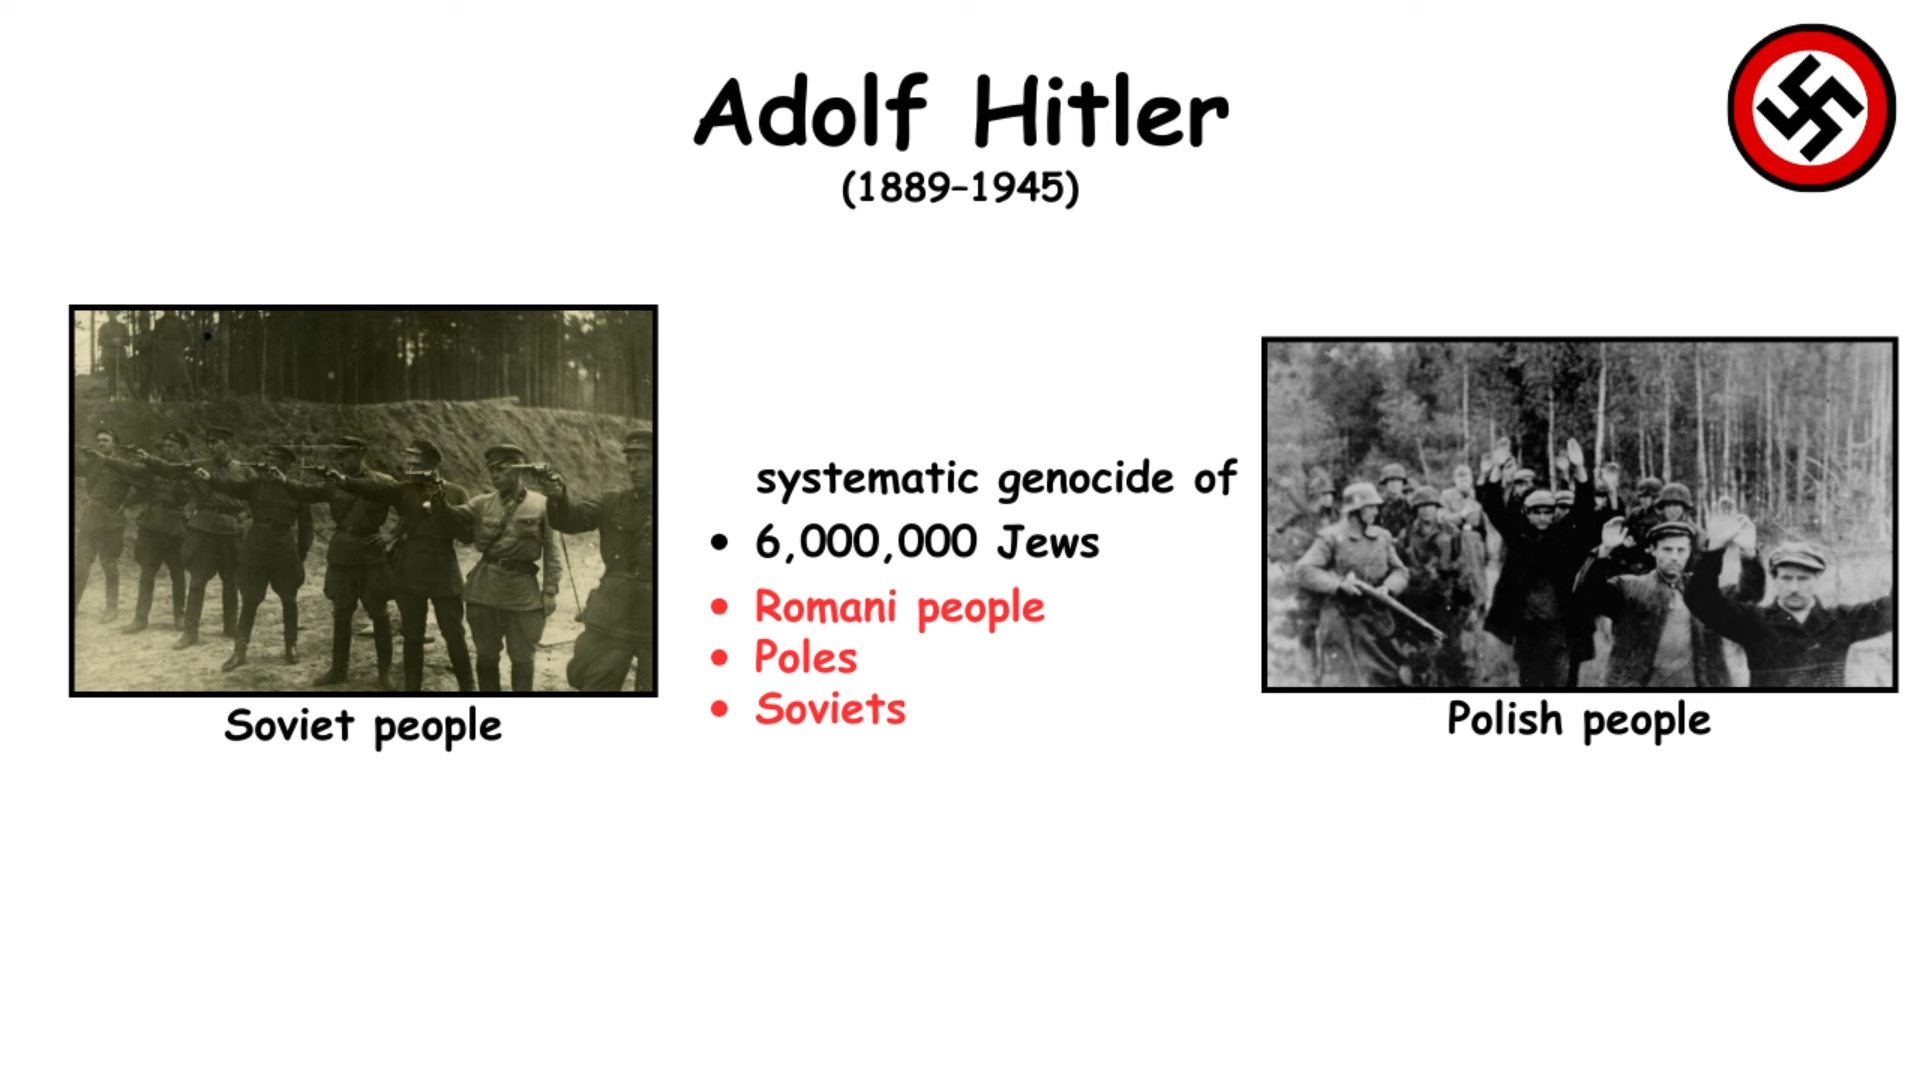 Adolf Hitler
(1889–1945)
systematic genocide of
• 6,000,000 Jews
• Romani people
• Poles
• Soviets
Soviet people
Polish people